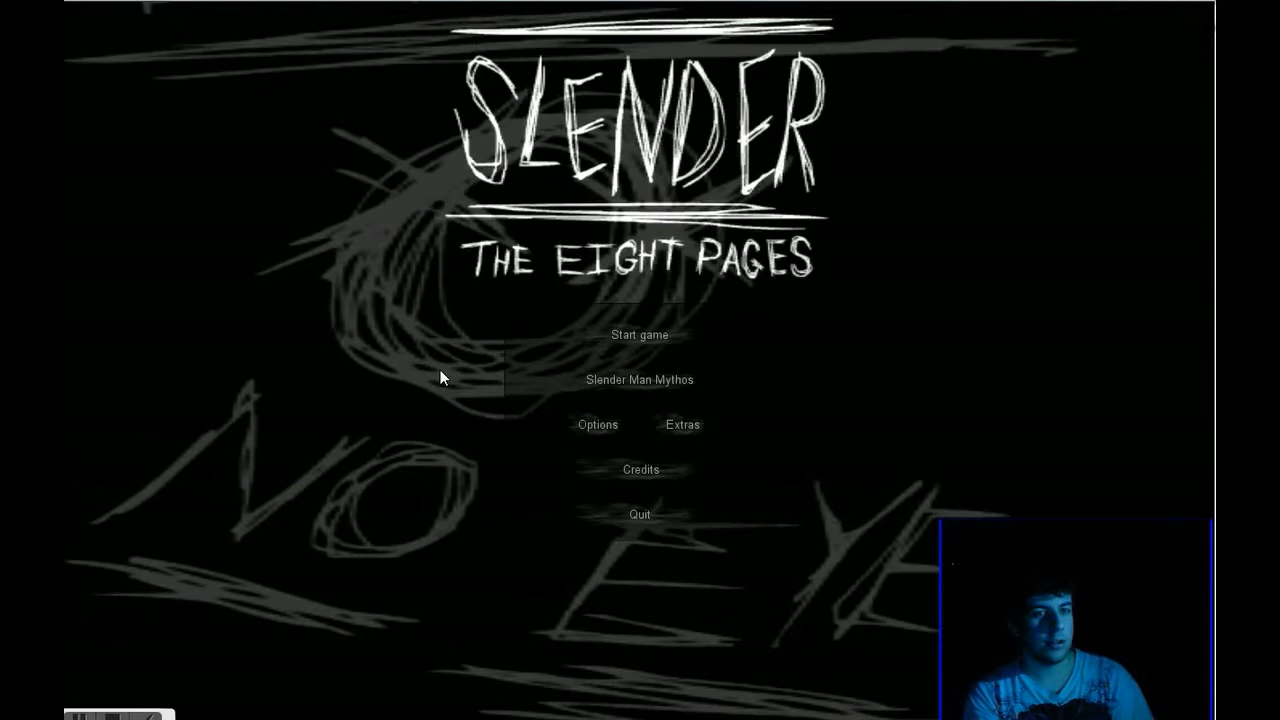 SLENDER
THE EIGHT PAGES
Start game
Slender Man Mythos
Options Extras
Credits
Quit
NO
EYE